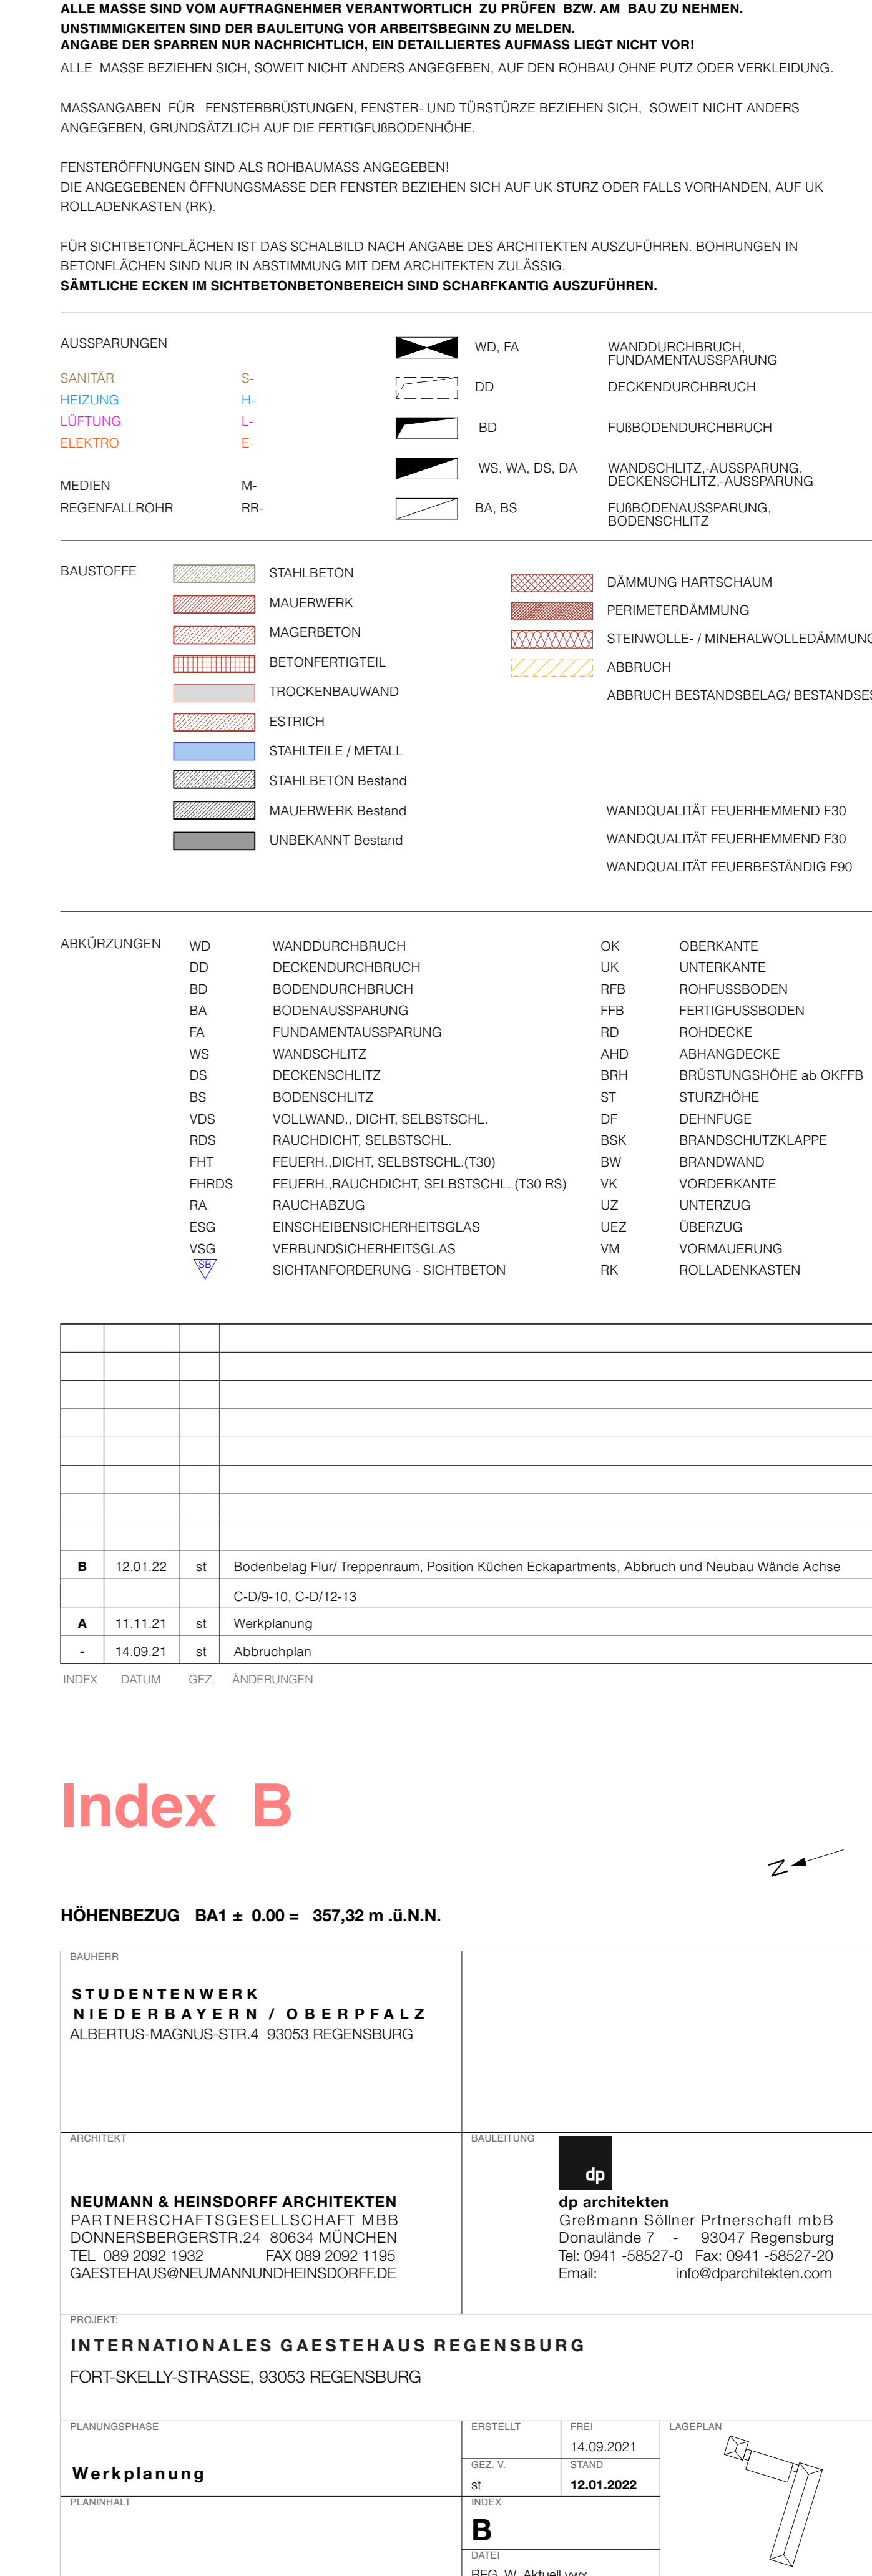 ALLE MASSE SIND VOM AUFTRAGNEHMER VERANTWORTLICH ZU PRÜFEN BZW. AM BAU ZU NEHMEN.
UNSTIMMIGKEITEN SIND DER BAULEITUNG VOR ARBEITSBEGINN ZU MELDEN.
ANGABE DER SPARREN NUR NACHRICHTLICH, EIN DETAILLIERTES AUFMASS LIEGT NICHT VOR!
ALLE MASSE BEZIEHEN SICH, SOWEIT NICHT ANDERS ANGEGEBEN, AUF DEN ROHBAU OHNE PUTZ ODER VERKLEIDUNG.
MASSANGABEN FÜR FENSTERBRÜSTUNGEN, FENSTER- UND TÜRSTÜRZE BEZIEHEN SICH, SOWEIT NICHT ANDERS
ANGEGEBEN, GRUNDSÄTZLICH AUF DIE FERTIGFUßBODENHÖHE.
FENSTERÖFFNUNGEN SIND ALS ROHBAUMASS ANGEGEBEN!
DIE ANGEGEBENEN ÖFFNUNGSMASSE DER FENSTER BEZIEHEN SICH AUF UK STURZ ODER FALLS VORHANDEN, AUF UK
ROLLADENKASTEN (RK).
FÜR SICHTBETONFLÄCHEN IST DAS SCHALBILD NACH ANGABE DES ARCHITEKTEN AUSZUFÜHREN. BOHRUNGEN IN
BETONFLÄCHEN SIND NUR IN ABSTIMMUNG MIT DEM ARCHITEKTEN ZULÄSSIG.
SÄMTLICHE ECKEN IM SICHTBETONBETONBEREICH SIND SCHARFKANTIG AUSZUFÜHREN.
AUSSPARUNGEN
SANITÄR S-
HEIZUNG H-
LÜFTUNG L-
ELEKTRO E-
MEDIEN M-
REGENFALLROHR RR-
WD, FA WANDDURCHBRUCH,
FUNDAMENTAUSSPARUNG
DD DECKENDURCHBRUCH
BD FUßBODENDURCHBRUCH
WS, WA, DS, DA WANDSCHLITZ,-AUSSPARUNG,
DECKENSCHLITZ,-AUSSPARUNG
BA, BS FUßBODENAUSSPARUNG,
BODENSCHLITZ
BAUSTOFFE
STAHLBETON
MAUERWERK
MAGERBETON
BETONFERTIGTEIL
TROCKENBAUWAND
ESTRICH
STAHLTEILE / METALL
STAHLBETON Bestand
MAUERWERK Bestand
UNBEKANNT Bestand
DÄMMUNG HARTSCHAUM
PERIMETERDÄMMUNG
STEINWOLLE- / MINERALWOLLEDÄMMUNG
ABBRUCH
ABBRUCH BESTANDSBELAG/ BESTANDSES
WANDQUALITÄT FEUERHEMMEND F30
WANDQUALITÄT FEUERHEMMEND F30
WANDQUALITÄT FEUERBESTÄNDIG F90
ABKÜRZUNGEN
WD WANDDURCHBRUCH
DD DECKENDURCHBRUCH
BD BODENDURCHBRUCH
BA BODENAUSSPARUNG
FA FUNDAMENTAUSSPARUNG
WS WANDSCHLITZ
DS DECKENSCHLITZ
BS BODENSCHLITZ
VDS VOLLWAND., DICHT, SELBSTSCHL.
RDS RAUCHDICHT, SELBSTSCHL.
FHT FEUERH.,DICHT, SELBSTSCHL.(T30)
FHRDS FEUERH.,RAUCHDICHT, SELBSTSCHL. (T30 RS)
RA RAUCHABZUG
ESG EINSCHEIBENSICHERHEITSGLAS
VSG VERBUNDSICHERHEITSGLAS
SB SICHTANFORDERUNG - SICHTBETON
OK OBERKANTE
UK UNTERKANTE
RFB ROHFUSSBODEN
FFB FERTIGFUSSBODEN
RD ROHDECKE
AHD ABHANGDECKE
BRH BRÜSTUNGSHÖHE ab OKFFB
ST STURZHÖHE
DF DEHNFUGE
BSK BRANDSCHUTZKLAPPE
BW BRANDWAND
VK VORDERKANTE
UZ UNTERZUG
UEZ ÜBERZUG
VM VORMAUERUNG
RK ROLLADENKASTEN
B 12.01.22 st Bodenbelag Flur/ Treppenraum, Position Küchen Eckapartments, Abbruch und Neubau Wände Achse
C-D/9-10, C-D/12-13
A 11.11.21 st Werkplanung
- 14.09.21 st Abbruchplan
INDEX DATUM GEZ. ÄNDERUNGEN
Index B
N
HÖHENBEZUG BA1 ± 0.00 = 357,32 m .ü.N.N.
BAUHERR
STUDENTENWERK
NIEDERBAYERN / OBERPFALZ
ALBERTUS-MAGNUS-STR.4 93053 REGENSBURG
ARCHITEKT
NEUMANN & HEINSDORFF ARCHITEKTEN
PARTNERSCHAFTSGESELLSCHAFT MBB
DONNERSBERGERSTR.24 80634 MÜNCHEN
TEL 089 2092 1932 FAX 089 2092 1195
GAESTEHAUS@NEUMANNUNDHEINSDORFF.DE
BAULEITUNG
dp
dp architekten
Greßmann Söllner Prtnerschaft mbB
Donaulände 7 - 93047 Regensburg
Tel: 0941 -58527-0 Fax: 0941 -58527-20
Email: info@dparchitekten.com
PROJEKT:
INTERNATIONALES GAESTEHAUS REGENSBURG
FORT-SKELLY-STRASSE, 93053 REGENSBURG
PLANUNGSPHASE
Werkplanung
ERSTELLT FREI
14.09.2021
GEZ. V. STAND
st 12.01.2022
LAGEPLAN
PLANINHALT
INDEX
B
DATEI
REG_W_Aktuell.vwx